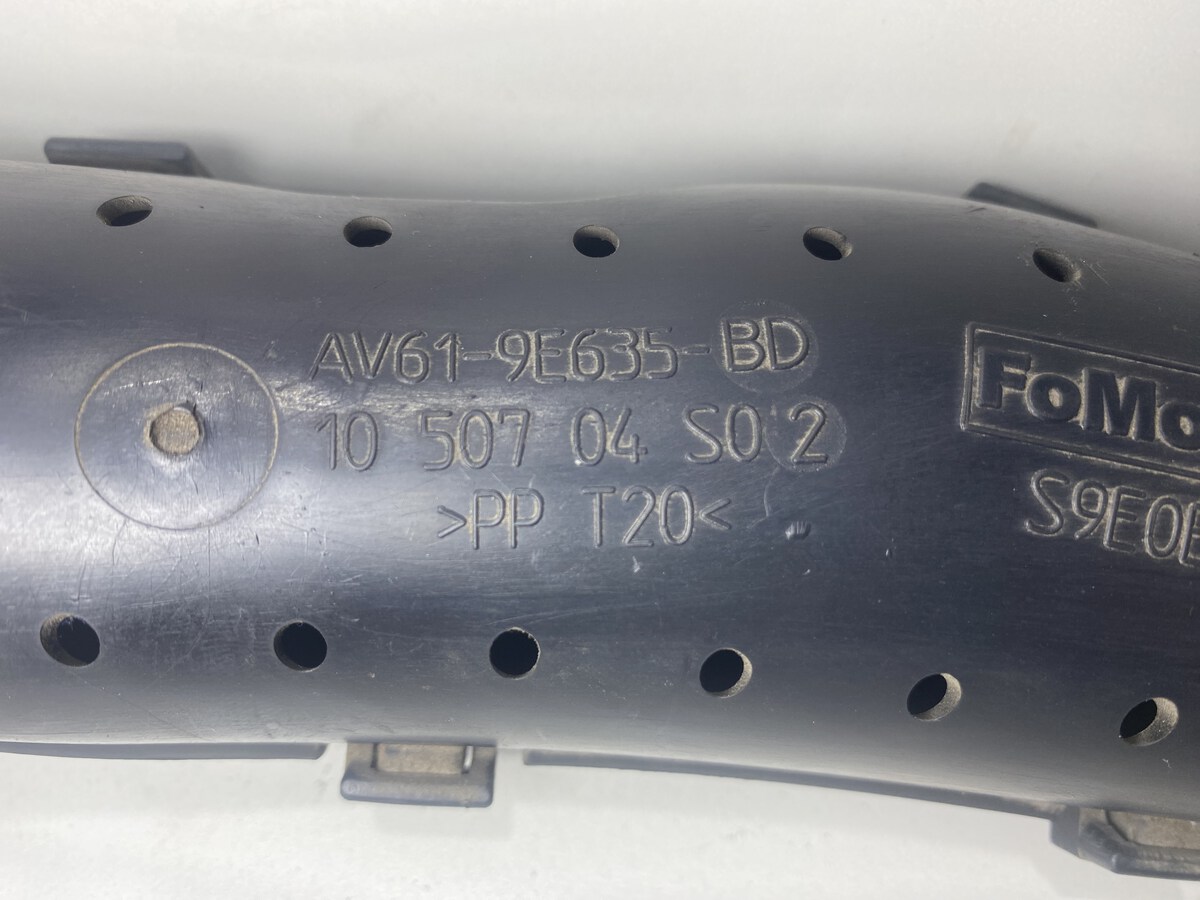 AV61-9E635-BD
10 507 04 S0 2
>PP T20<
FoMo
S9E0